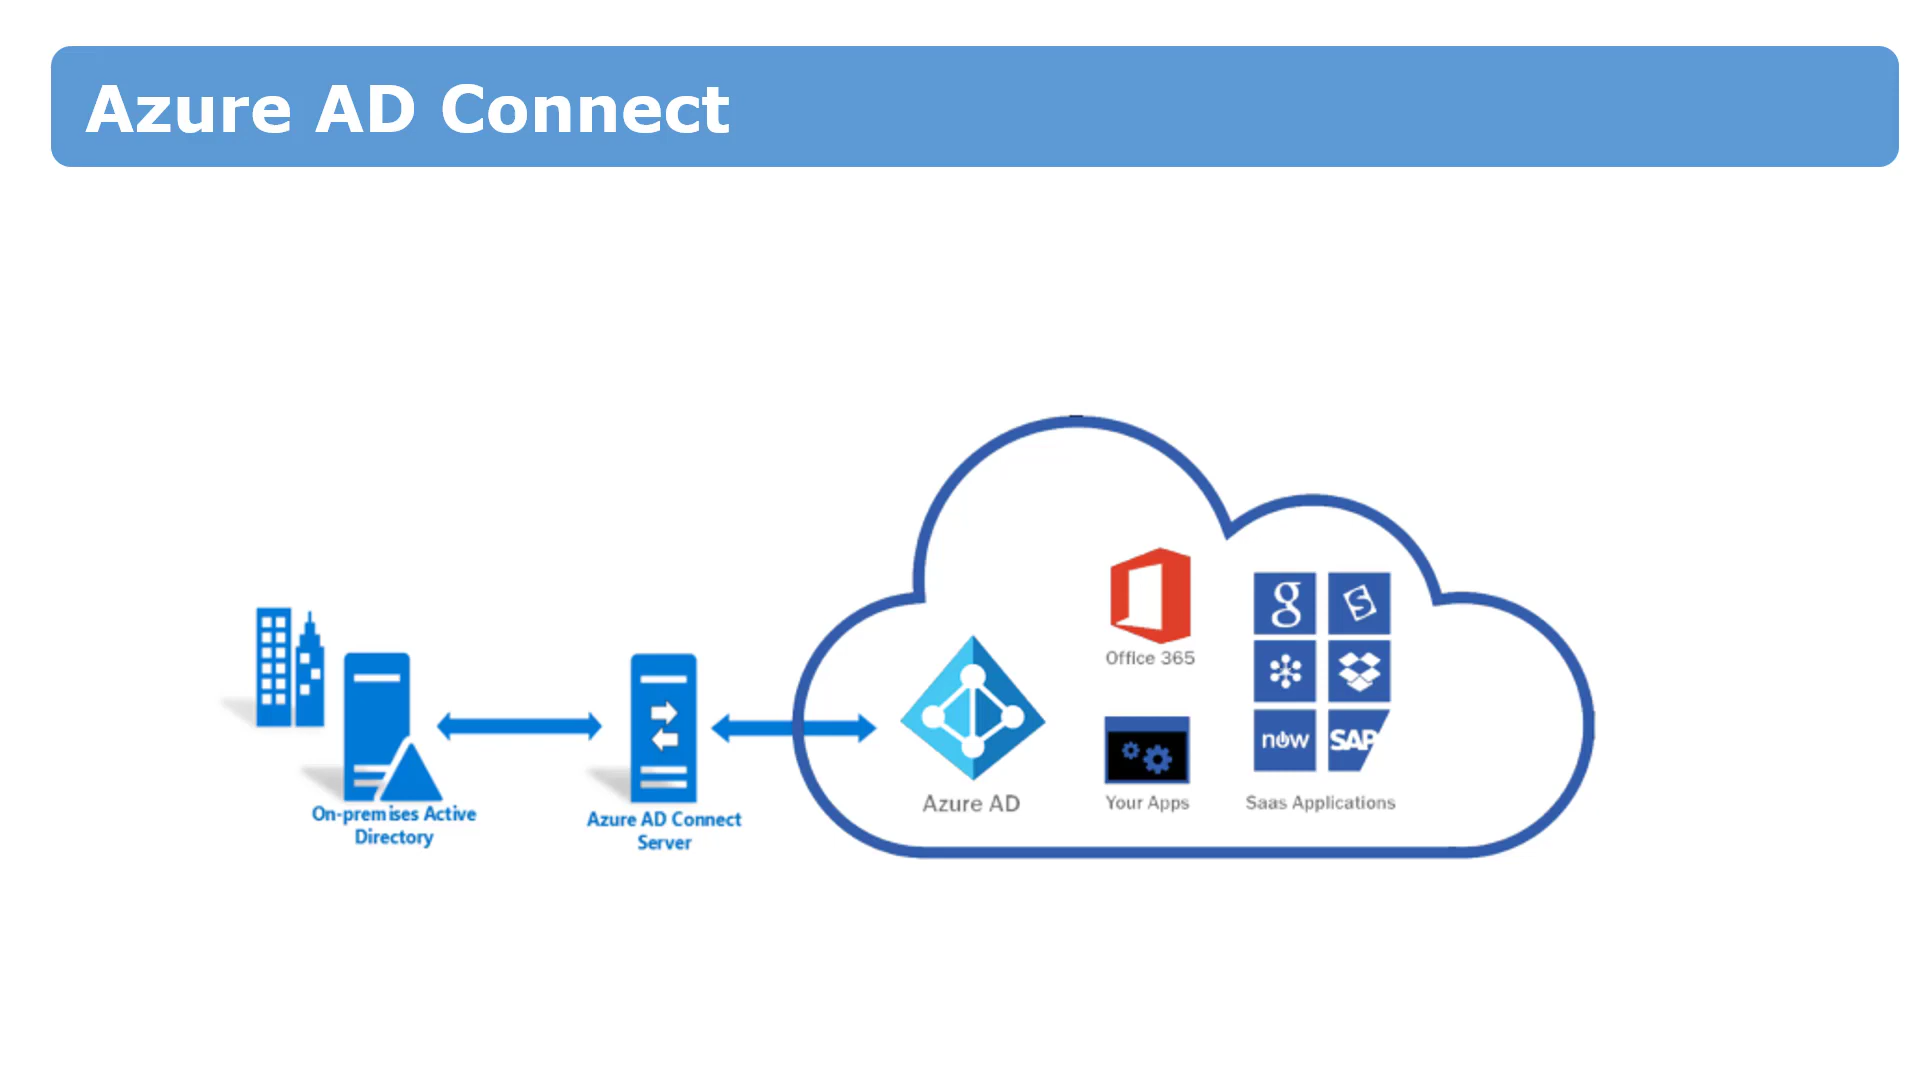 Azure AD Connect
On-premises Active
Directory
Azure AD Connect
Server
Azure AD
Office 365
Your Apps
g
S
now
SAP
Saas Applications